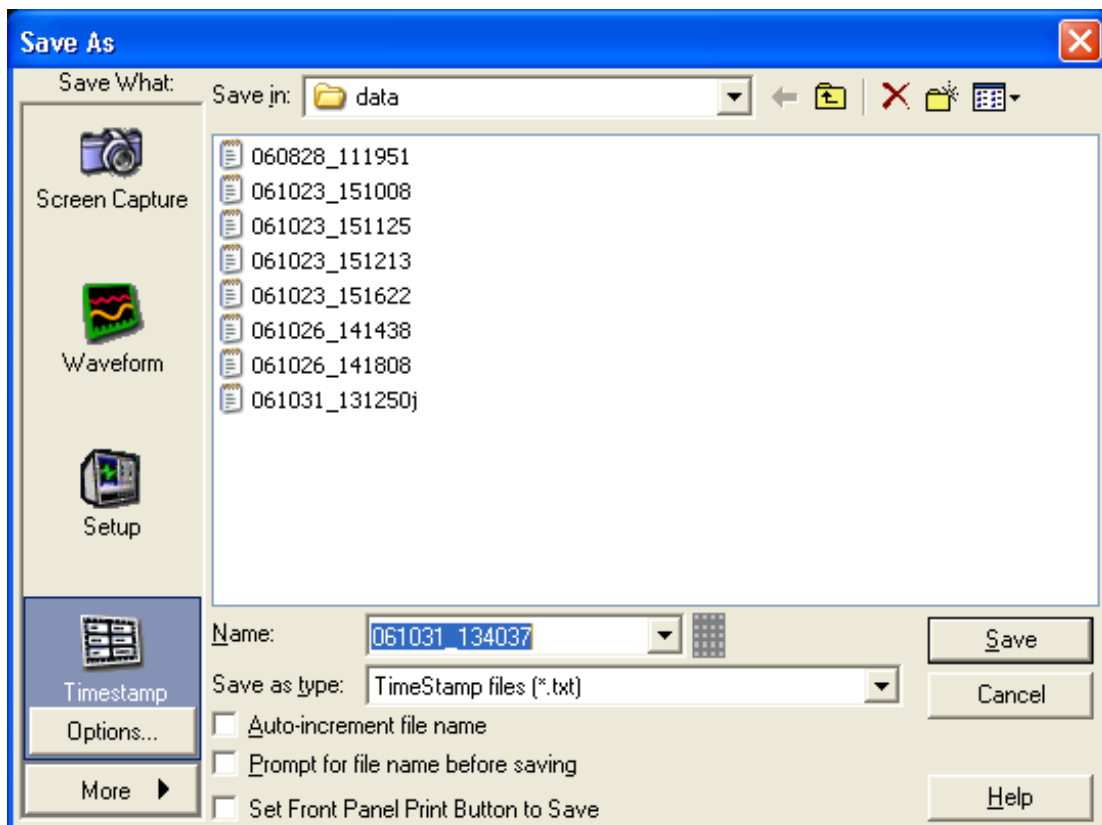 Save As
Save What:
Save in:
data
Screen Capture
Waveform
Setup
Timestamp
Options...
More
060828_111951
061023_151008
061023_151125
061023_151213
061023_151622
061026_141438
061026_141808
061031_131250j
Name:
061031_134037
Save
Save as type:
TimeStamp files (*.txt)
Cancel
Auto-increment file name
Prompt for file name before saving
Set Front Panel Print Button to Save
Help